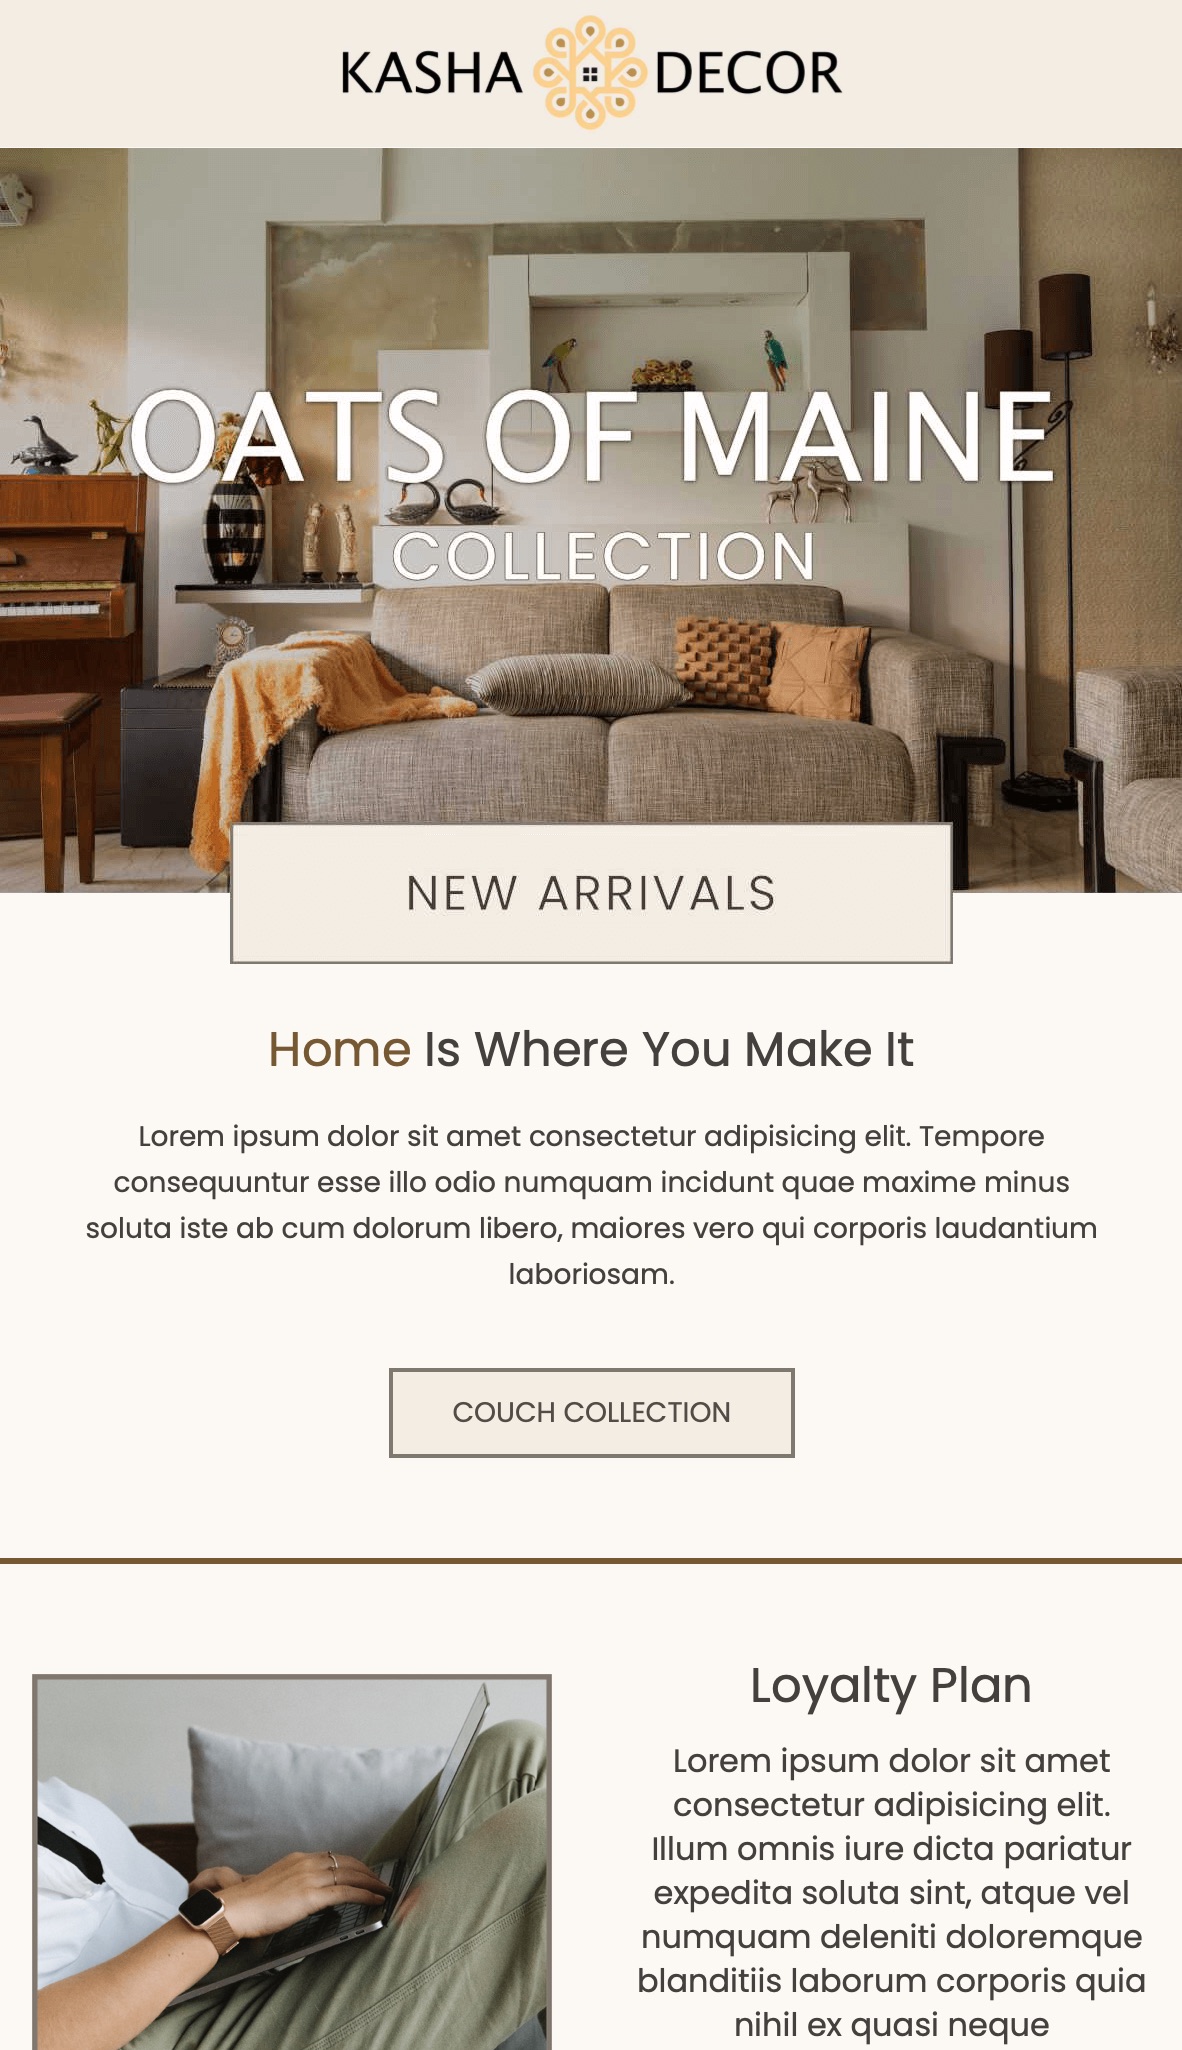 KASHA DECOR
OATS OF MAINE
COLLECTION
NEW ARRIVALS
Home Is Where You Make It
Lorem ipsum dolor sit amet consectetur adipisicing elit. Tempore
consequuntur esse illo odio numquam incidunt quae maxime minus
soluta iste ab cum dolorum libero, maiores vero qui corporis laudantium
laboriosam.
COUCH COLLECTION
Loyalty Plan
Lorem ipsum dolor sit amet
consectetur adipisicing elit.
Illum omnis iure dicta pariatur
expedita soluta sint, atque vel
numquam deleniti doloremque
blanditiis laborum corporis quia
nihil ex quasi neque